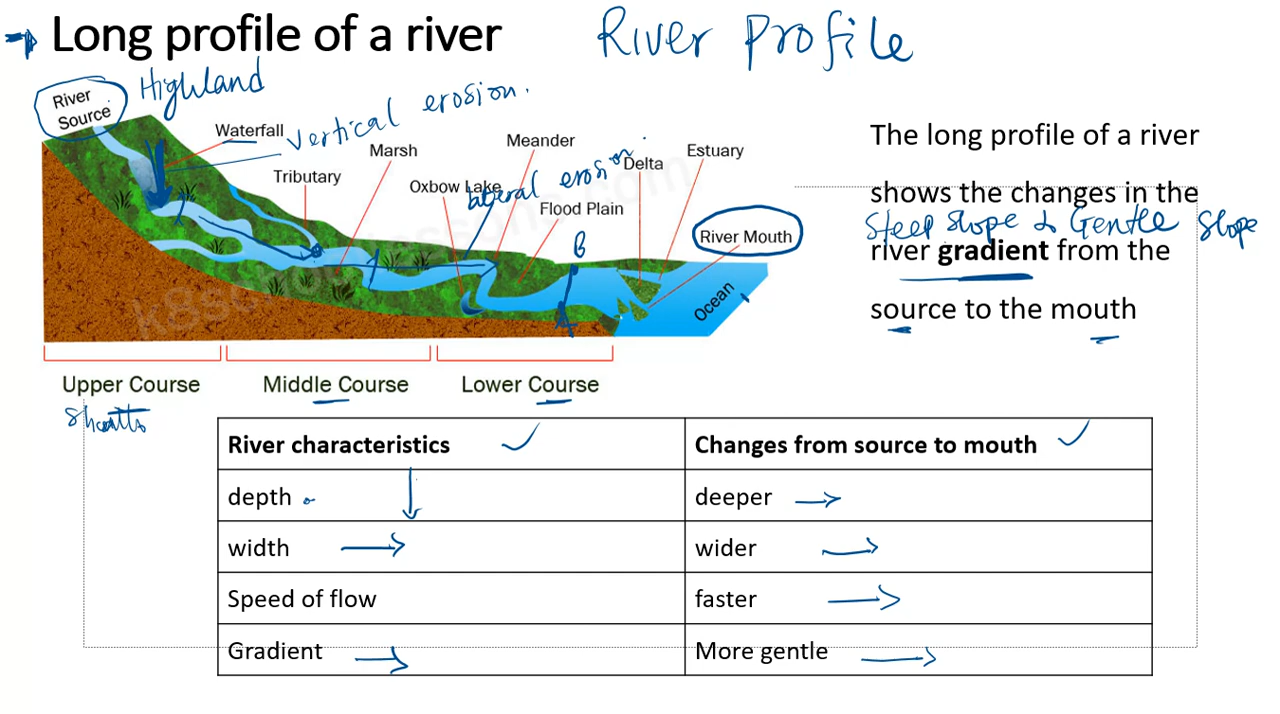 Long profile of a river
River Profile
River
Source
Highland
Waterfall
vertical erosion.
Marsh
Meander
Tributary
Oxbow Lake
lateral erosion.
Delta
Estuary
Flood Plain
River Mouth
B
A
Ocean
k8sc
.com
The long profile of a river
shows the changes in the
Steep slope & Gentle slope
river gradient from the
source to the mouth
Upper Course
Middle Course
Lower Course
River characteristics
Changes from source to mouth
depth
deeper
width
wider
Speed of flow
faster
Gradient
More gentle